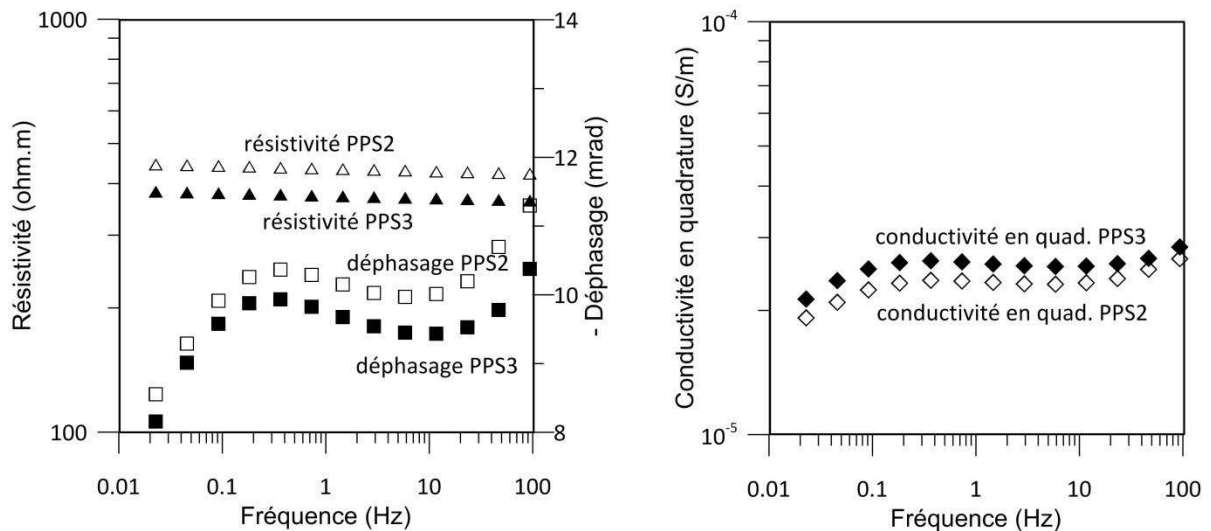 1000
100
Résistivité (ohm.m)
résistivité PPS2
résistivité PPS3
déphasage PPS2
déphasage PPS3
14
12
10
8
- Déphasage (mrad)
0.01 0.1 1 10 100
Fréquence (Hz)
10-4
10-5
Conductivité en quadrature (S/m)
conductivité en quad. PPS3
conductivité en quad. PPS2
0.01 0.1 1 10 100
Fréquence (Hz)